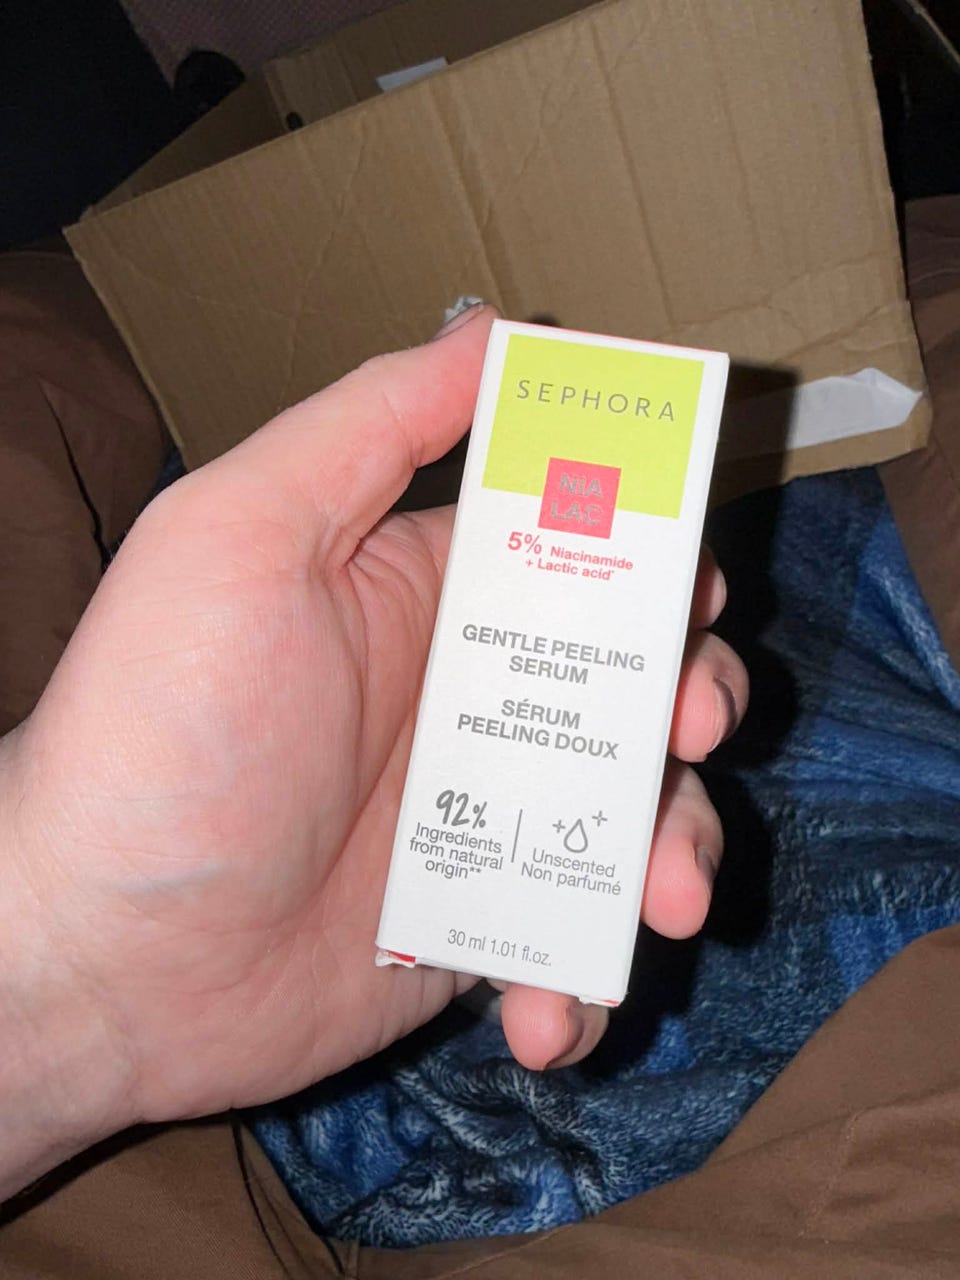 SEPHORA
NIA
LAC
5% Niacinamide
+ Lactic acid*
GENTLE PEELING
SERUM
SÉRUM
PEELING DOUX
92%
Ingredients
from natural
origin**
Unscented
Non parfumé
30 ml 1.01 fl.oz.